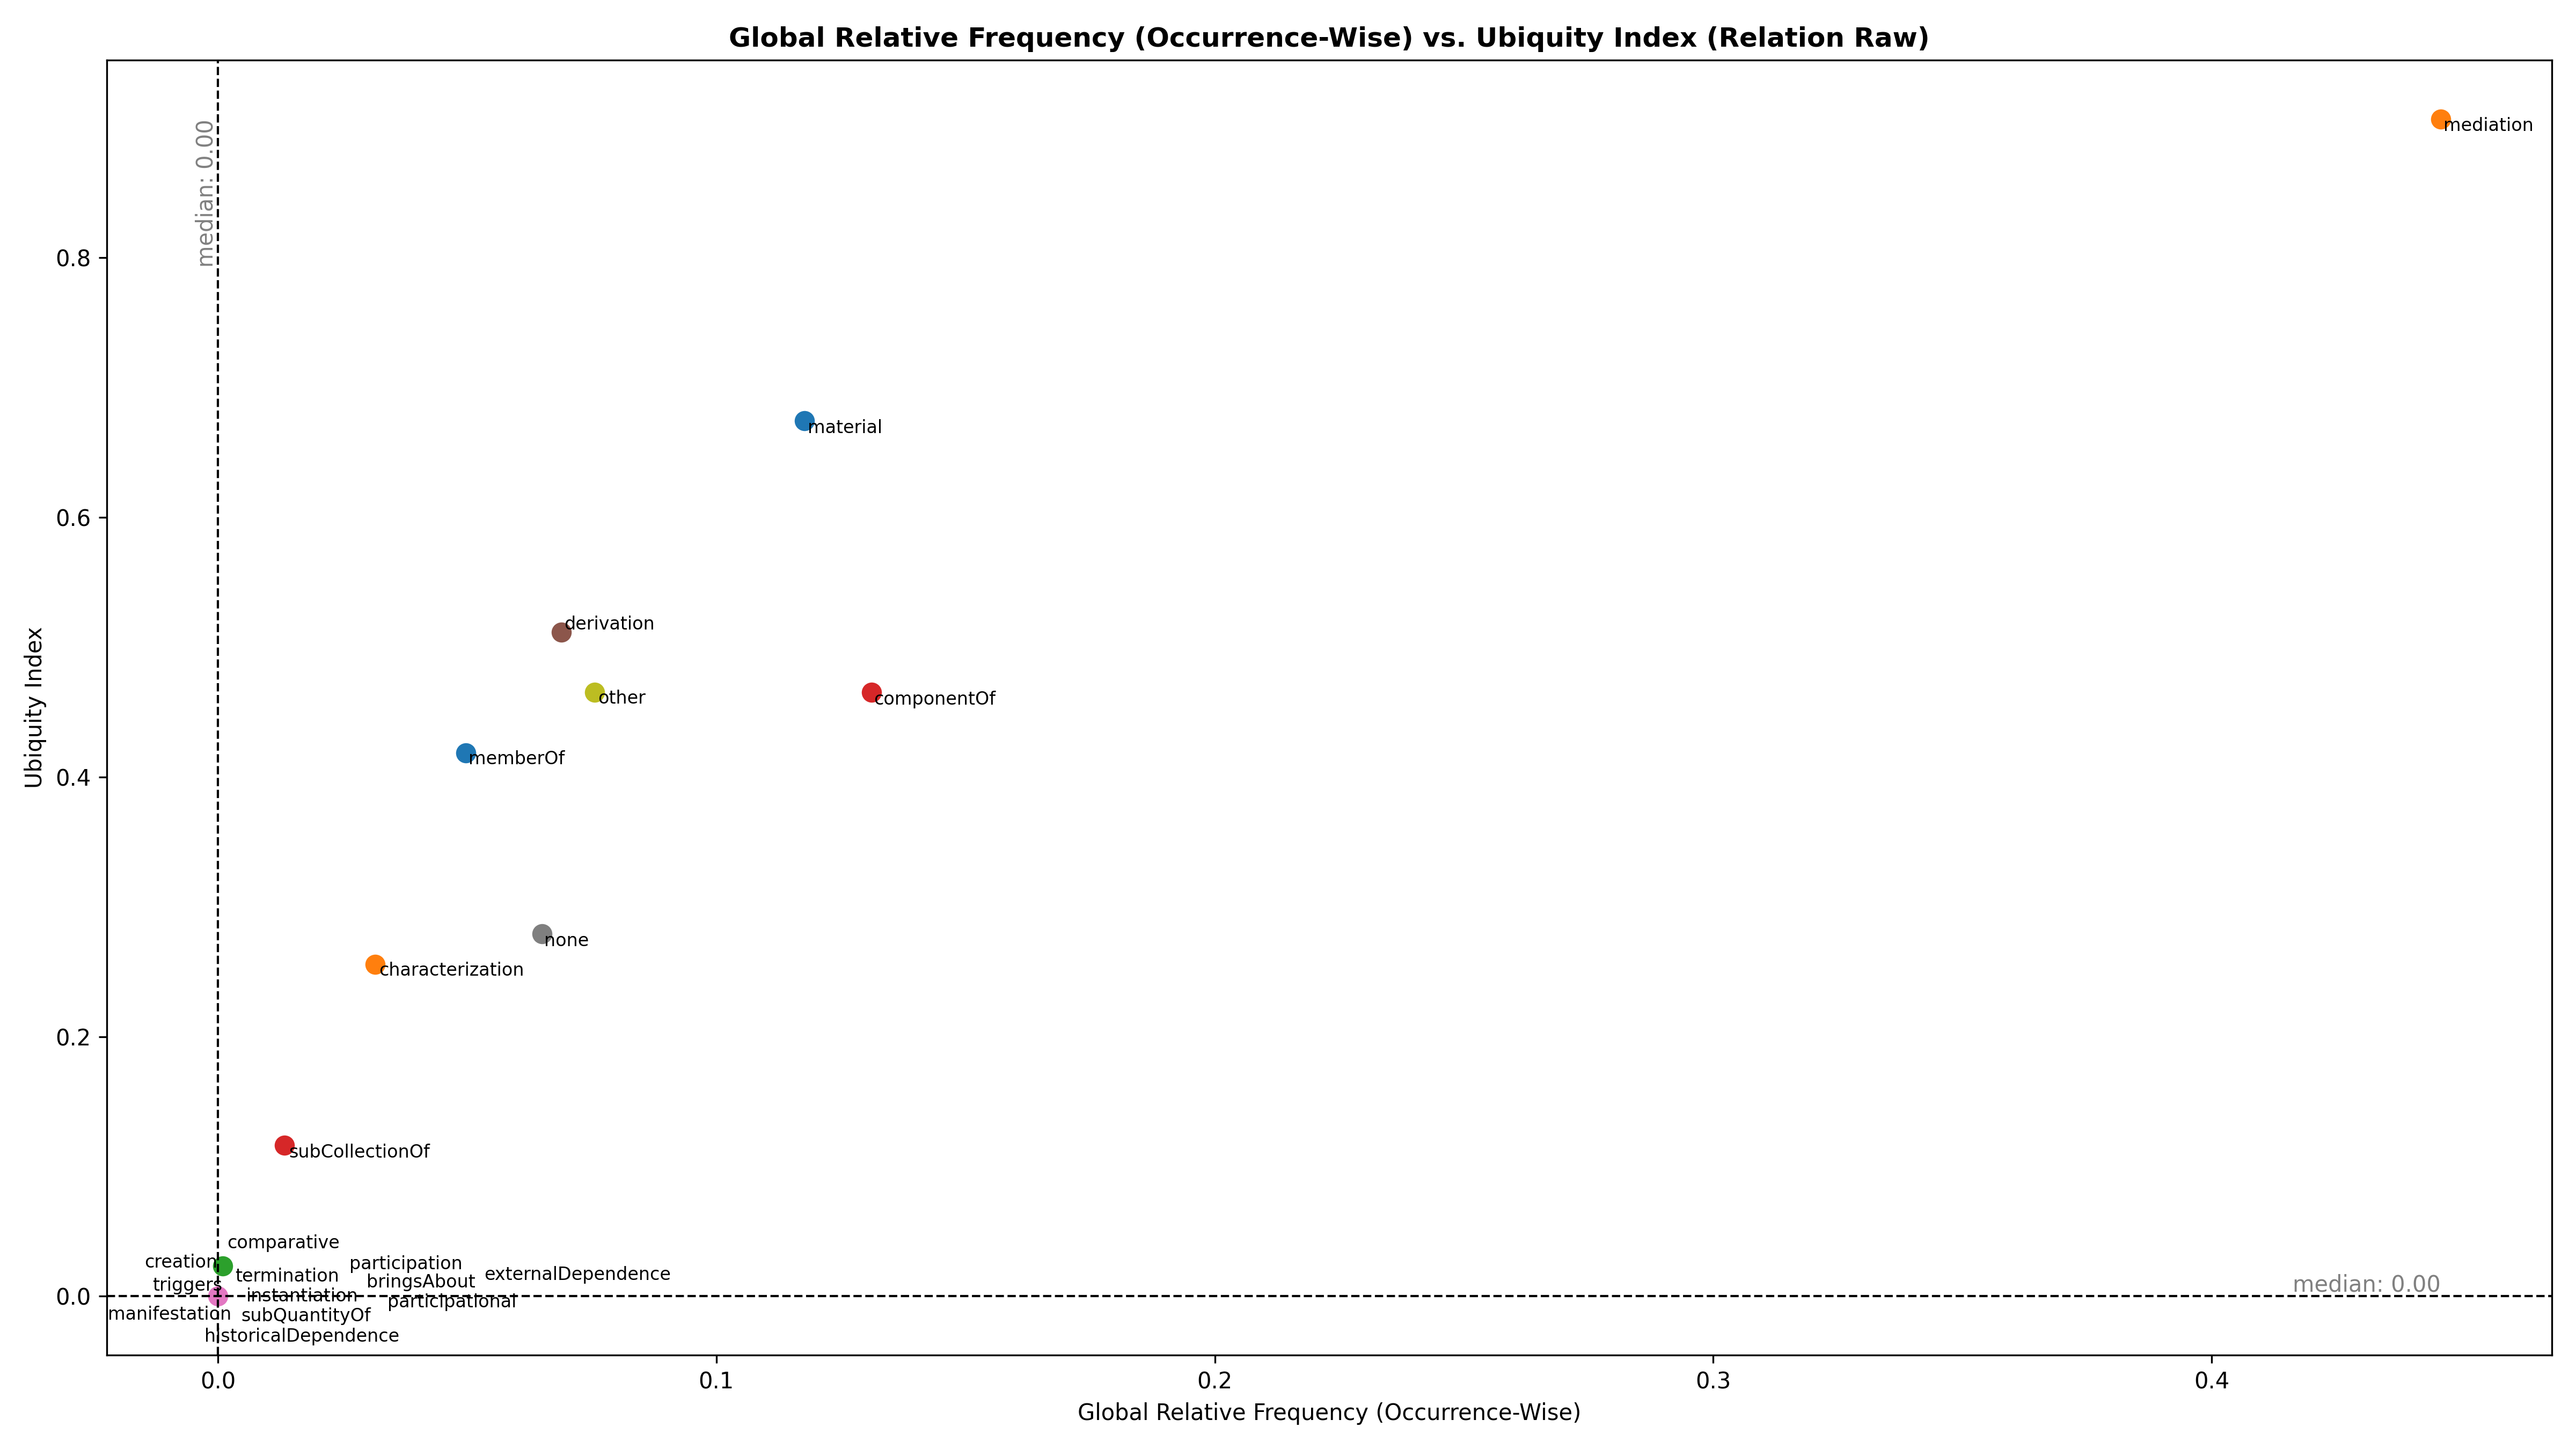 Global Relative Frequency (Occurrence-Wise) vs. Ubiquity Index (Relation Raw)
median: 0.00
mediation
0.8
material
0.6
derivation
other
componentOf
memberOf
0.4
Ubiquity Index
none
characterization
0.2
subCollectionOf
comparative
creation
participation
termination
externalDependence
triggers
bringsAbout
median: 0.00
0.0
instantiation
participational
manifestation
subQuantityOf
historicalDependence
0.0
0.1
0.2
0.3
0.4
Global Relative Frequency (Occurrence-Wise)